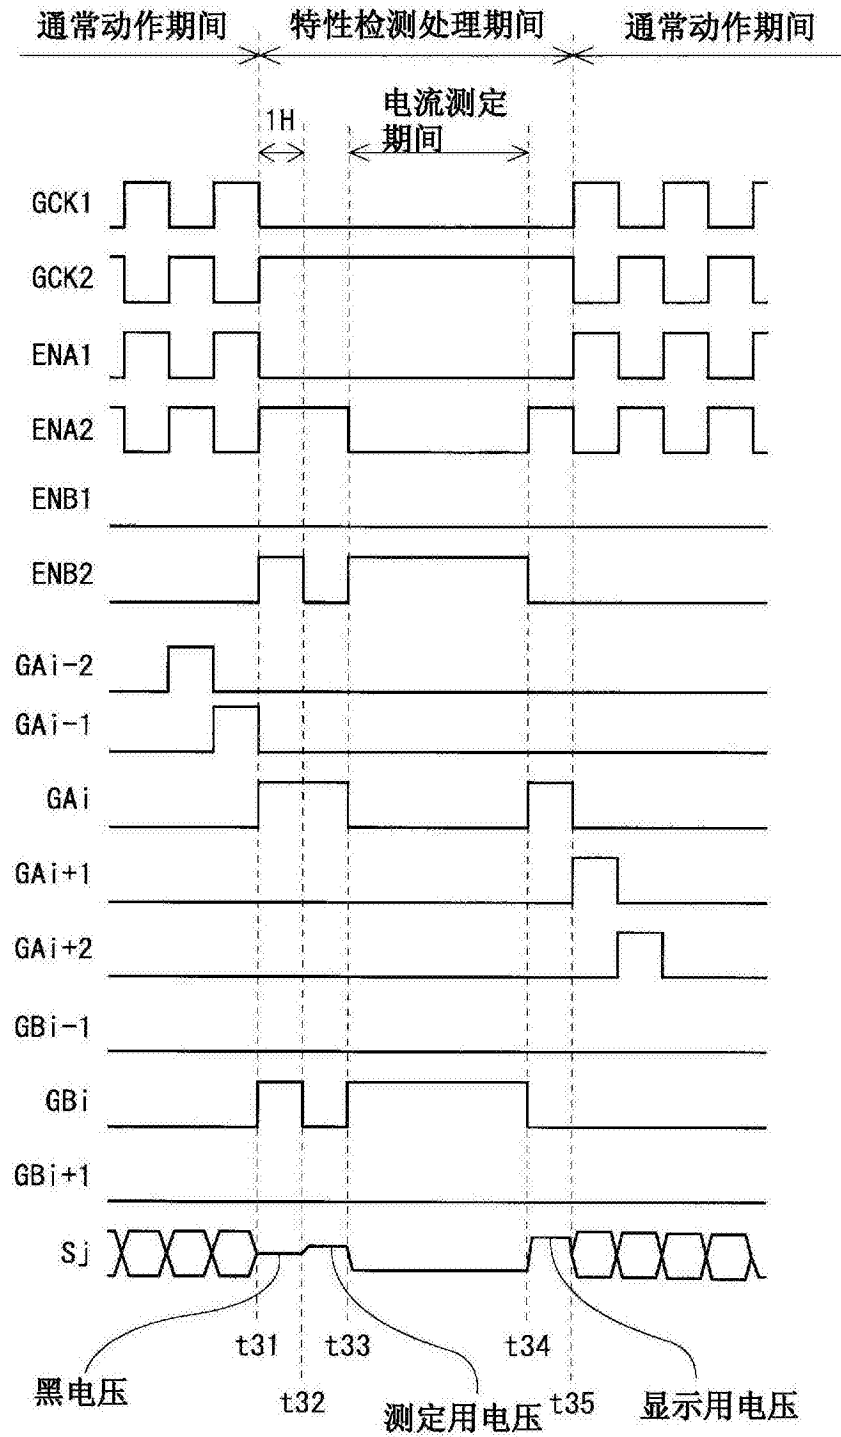 通常动作期间 特性检测处理期间 通常动作期间
1H 电流测定
期间
GCK1
GCK2
ENA1
ENA2
ENB1
ENB2
GAi-2
GAi-1
GAi
GAi+1
GAi+2
GBi-1
GBi
GBi+1
Sj
t31 t33 t34
黑电压 t32 测定用电压 t35 显示用电压